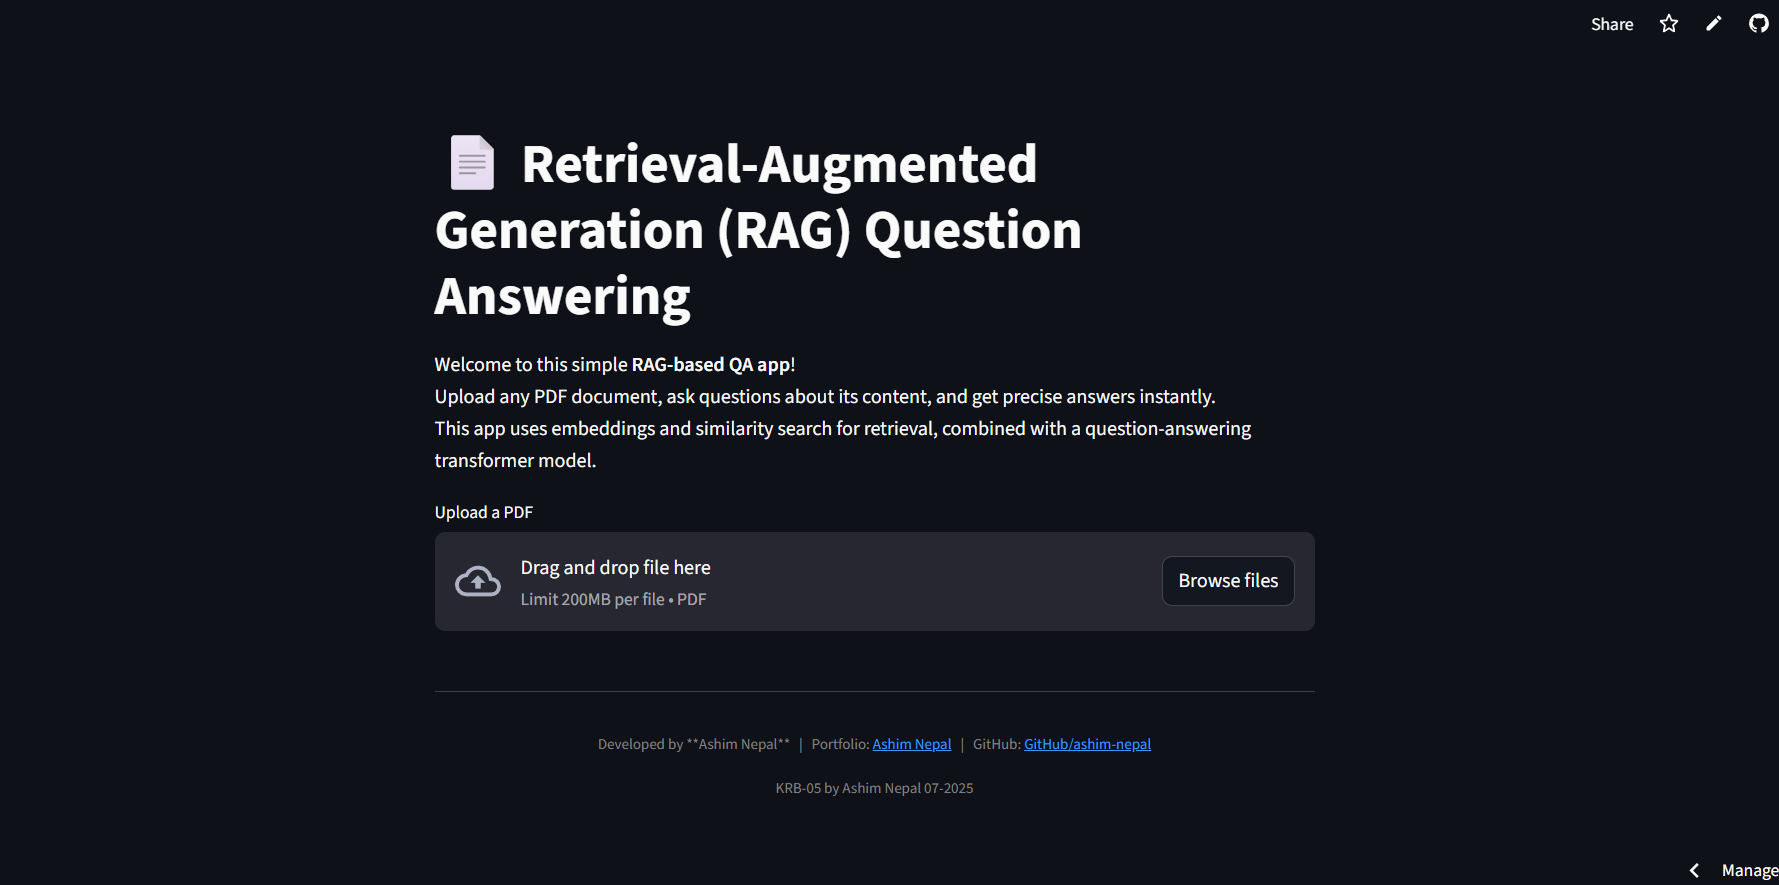 Share
Retrieval-Augmented
Generation (RAG) Question
Answering
Welcome to this simple RAG-based QA app!
Upload any PDF document, ask questions about its content, and get precise answers instantly.
This app uses embeddings and similarity search for retrieval, combined with a question-answering
transformer model.
Upload a PDF
Drag and drop file here
Limit 200MB per file • PDF
Browse files
Developed by **Ashim Nepal** | Portfolio: Ashim Nepal | GitHub: GitHub/ashim-nepal
KRB-05 by Ashim Nepal 07-2025
Manage